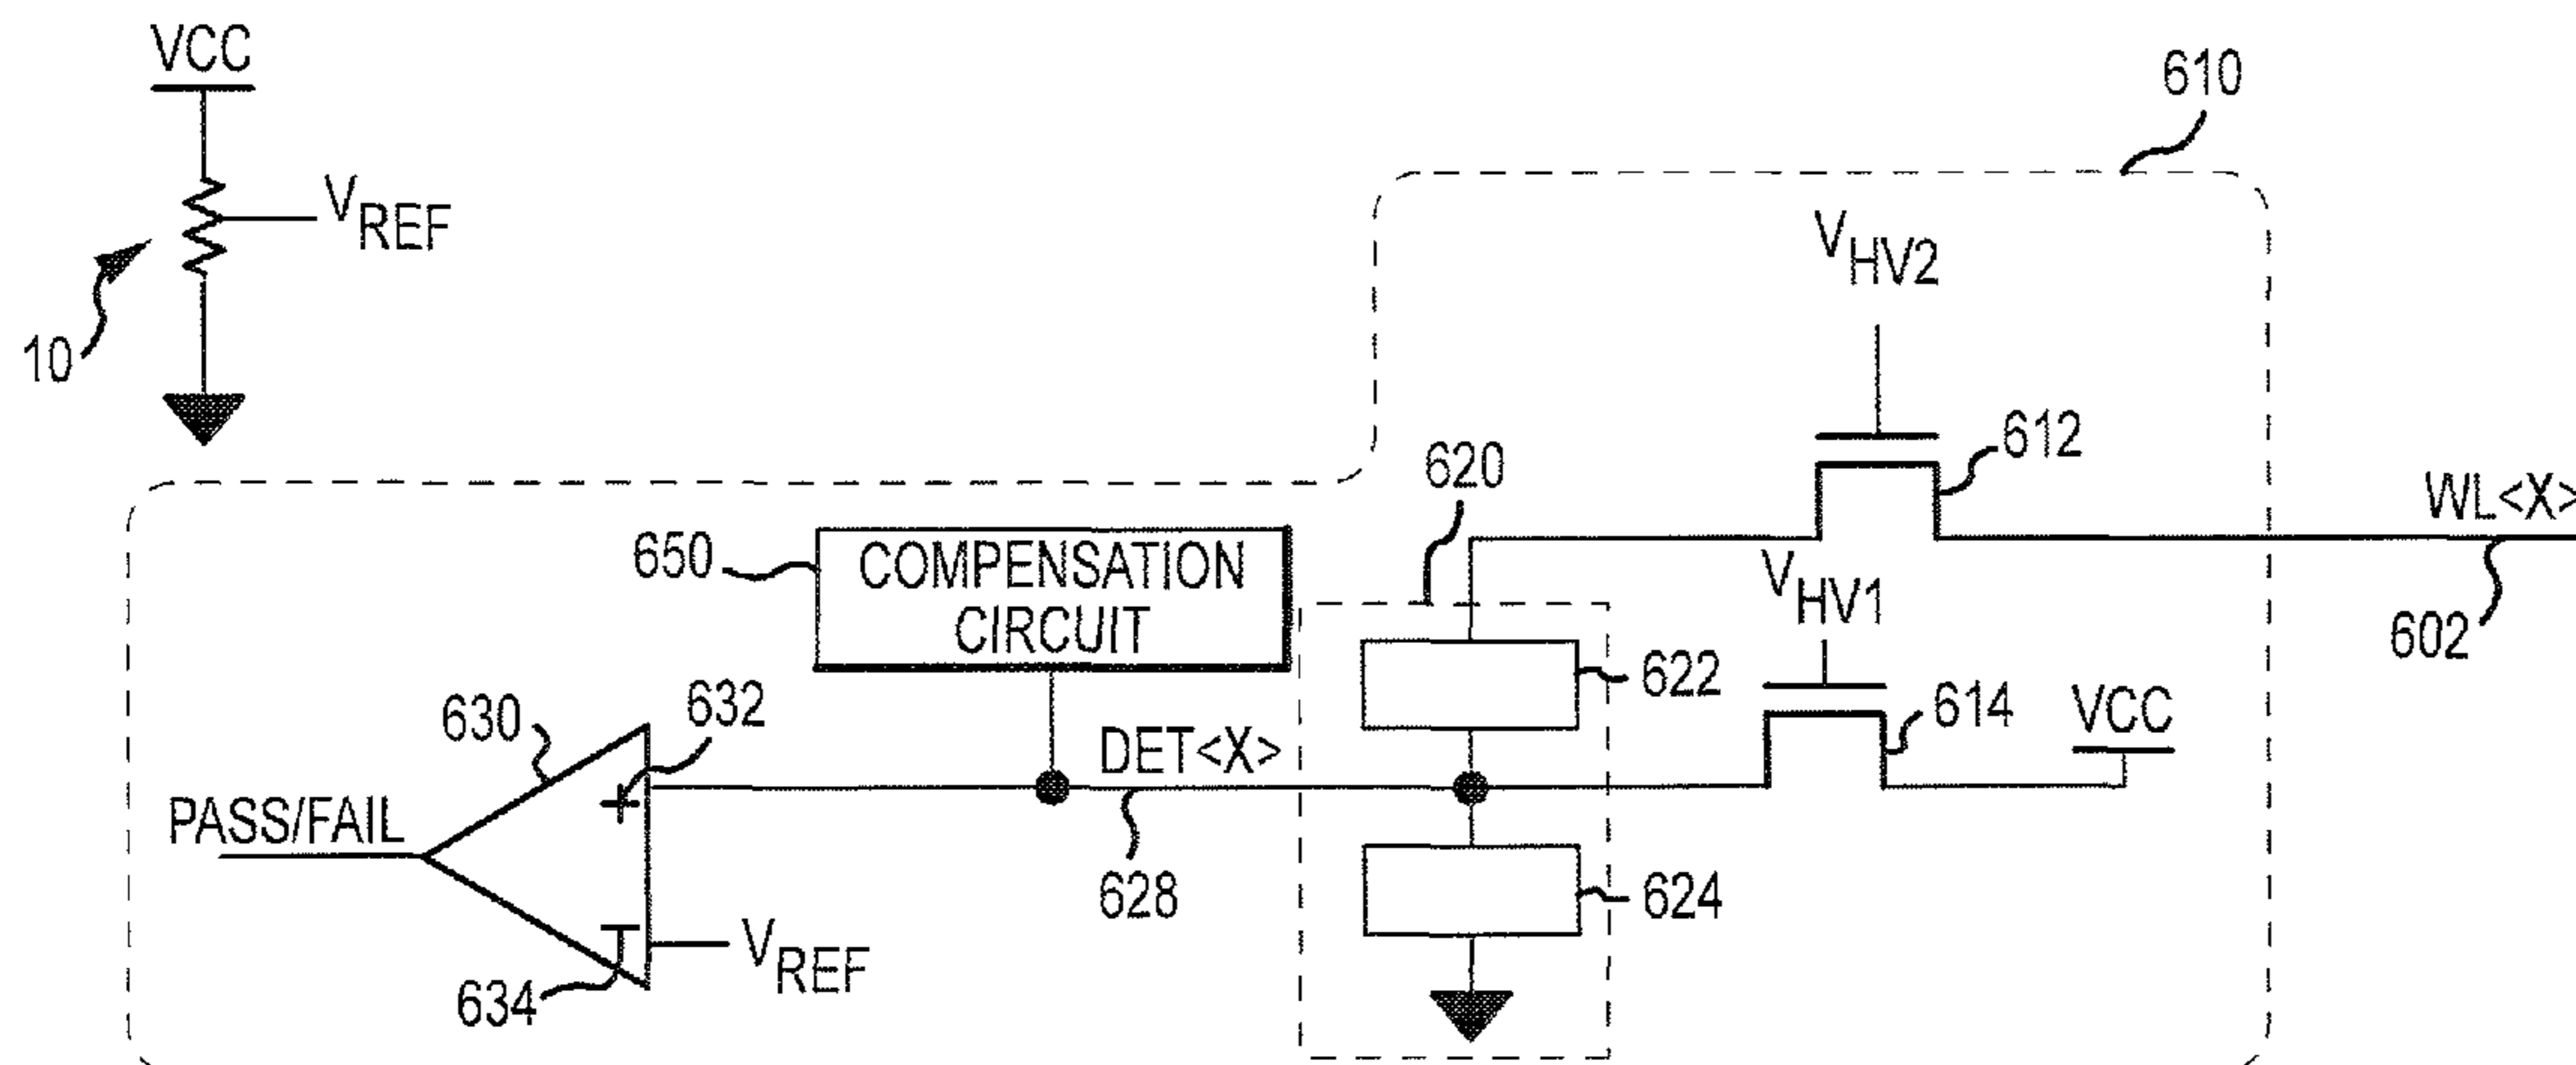 VCC
610
VREF
VHV2
10
612
620
WL<X>
650
COMPENSATION
CIRCUIT
VHV1
602
622
632
630
614
VCC
DET<X>
PASS/FAIL
+
628
624
VREF
634